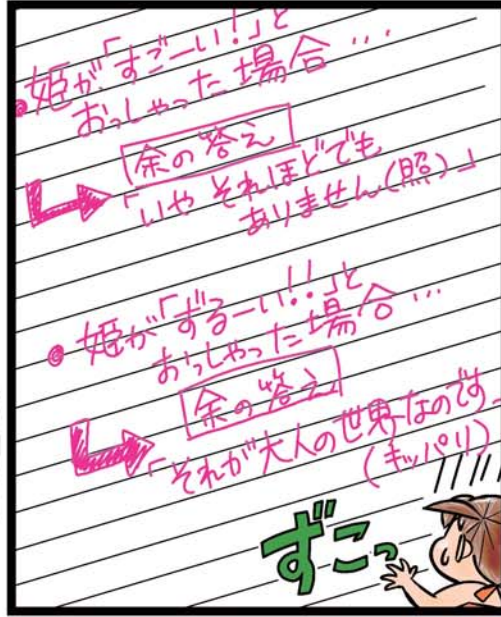 ◎姫が「すごーい!」と
おっしゃった場合…
余の答え
「いや それほどでも
ありません(照)」
・姫が「ずるーい!!」と
おっしゃった場合…
余の答え
「それが大人の世界なのです」
(キッパリ)
ずこっ